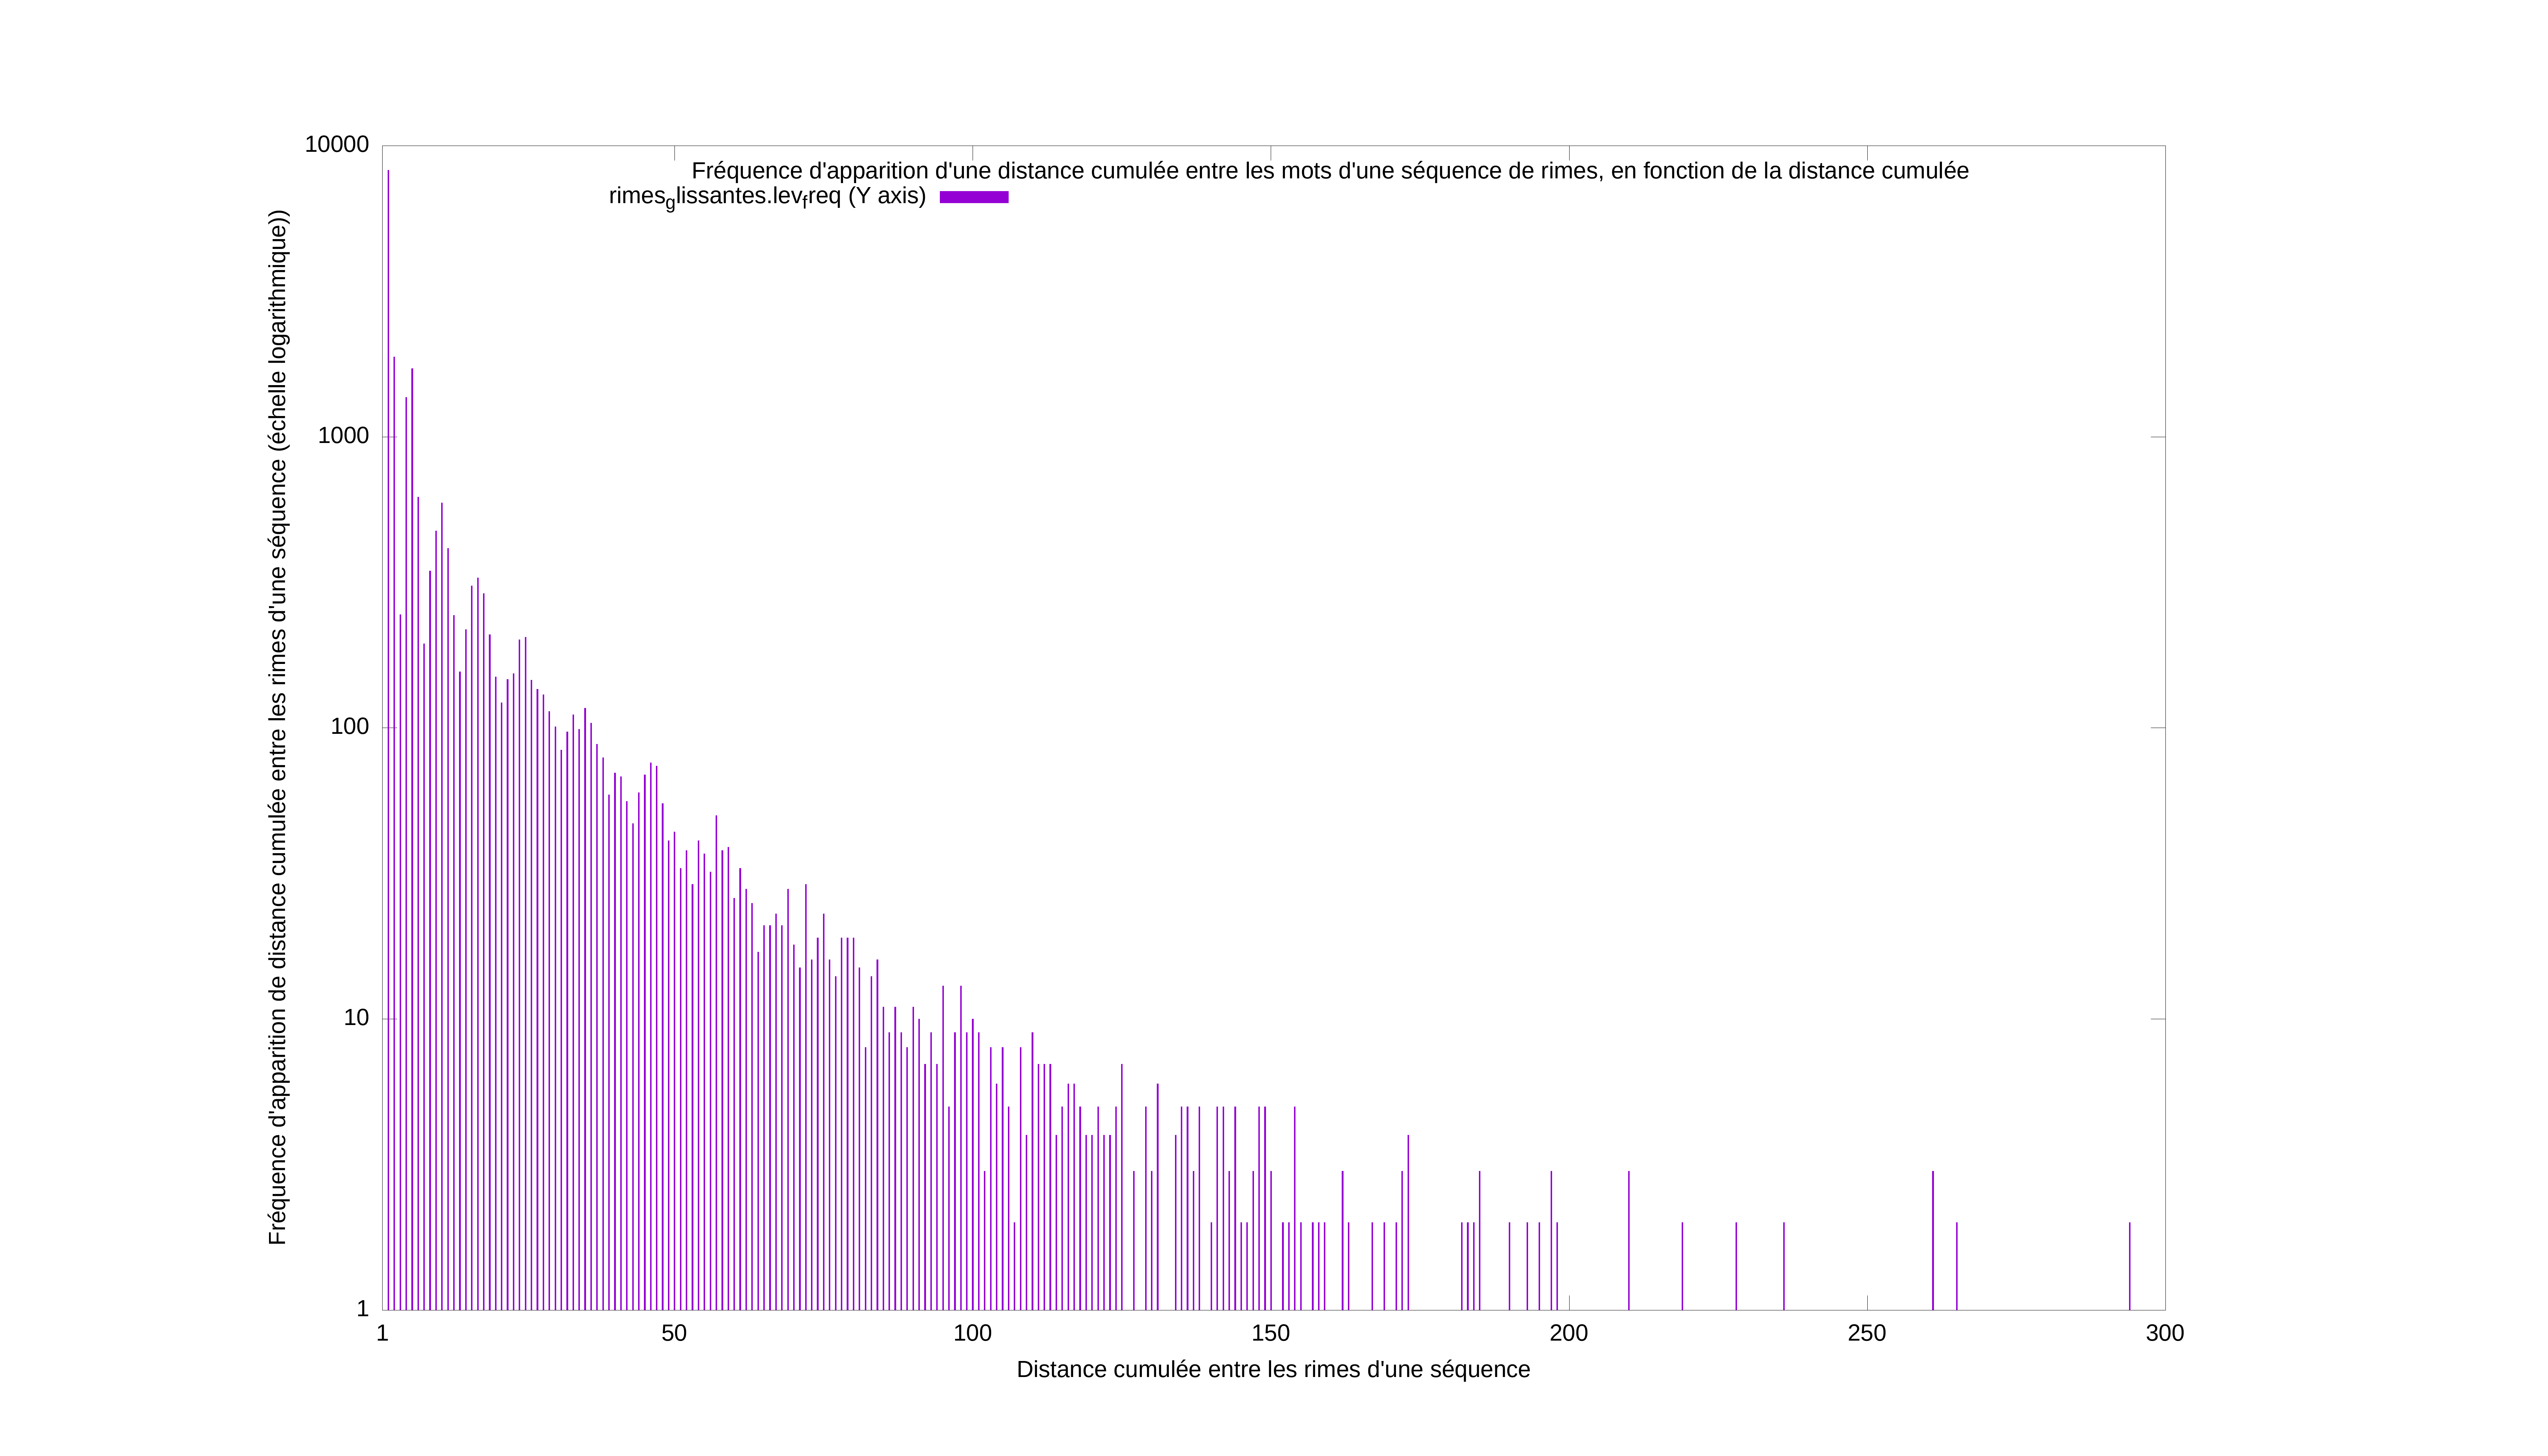 Fréquence d'apparition d'une distance cumulée entre les mots d'une séquence de rimes, en fonction de la distance cumulée
rimesglissantes.levfreq (Y axis)
Fréquence d'apparition de distance cumulée entre les rimes d'une séquence (échelle logarithmique))
10000
1000
100
10
1
1 50 100 150 200 250 300
Distance cumulée entre les rimes d'une séquence